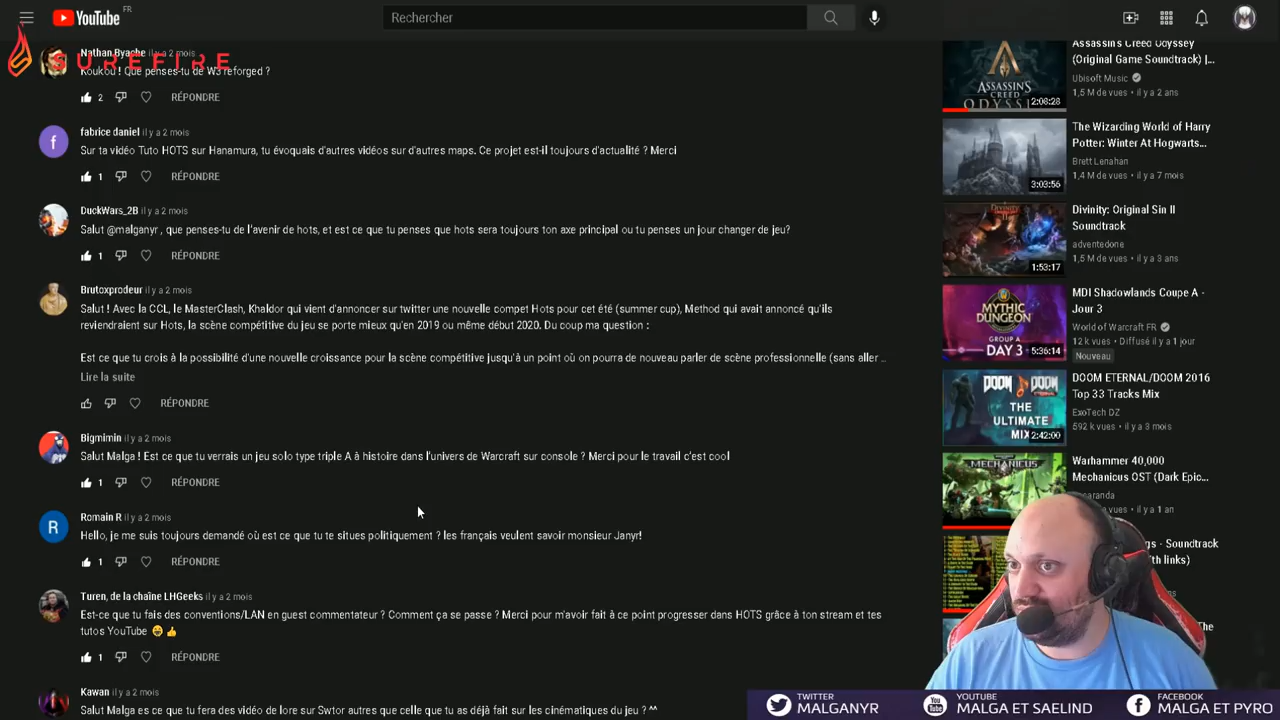 YouTube FR
Rechercher
SUREFIRE
Nathan Byache il y a 2 mois
Koukou ! Que penses-tu de W3 reforged ?
2 RÉPONDRE
fabrice daniel il y a 2 mois
Sur ta vidéo Tuto HOTS sur Hanamura, tu évoquais d'autres vidéos sur d'autres maps. Ce projet est-il toujours d'actualité ? Merci
1 RÉPONDRE
DuckWars_2B il y a 2 mois
Salut @malganyr , que penses-tu de l'avenir de hots, et est ce que tu penses que hots sera toujours ton axe principal ou tu penses un jour changer de jeu?
1 RÉPONDRE
Brutoxprodeur il y a 2 mois
Salut ! Avec la CCL, le MasterClash, Khaldor qui vient d'annoncer sur twitter une nouvelle compet Hots pour cet été (summer cup), Method qui avait annoncé qu'ils
reviendraient sur Hots, la scène compétitive du jeu se porte mieux qu'en 2019 ou même début 2020. Du coup ma question :
Est ce que tu crois à la possibilité d'une nouvelle croissance pour la scène compétitive jusqu'à un point où on pourra de nouveau parler de scène professionnelle (sans aller ...
Lire la suite
RÉPONDRE
Bigmimin il y a 2 mois
Salut Malga ! Est ce que tu verrais un jeu solo type triple A à histoire dans l'univers de Warcraft sur console ? Merci pour le travail c'est cool
1 RÉPONDRE
R
Romain R il y a 2 mois
Hello, je me suis toujours demandé où est ce que tu te situes politiquement ? les français veulent savoir monsieur Janyr!
1 RÉPONDRE
Turen, de la chaîne LHGeeks il y a 2 mois
Est-ce que tu fais des conventions/LAN en guest commentateur ? Comment ça se passe ? Merci pour m'avoir fait à ce point progresser dans HOTS grâce à ton stream et tes
tutos YouTube 😄👍
1 RÉPONDRE
Kawan il y a 2 mois
Salut Malga es ce que tu fera des vidéo de lore sur Swtor autres que celle que tu as déjà fait sur les cinématiques du jeu ? ^^
Assassin's Creed Odyssey
(Original Game Soundtrack) |...
Ubisoft Music
1,5 M de vues • il y a 2 ans
ASSASSIN'S
CREED
2:08:28
The Wizarding World of Harry
Potter: Winter At Hogwarts...
Brett Lenahan
1,4 M de vues • il y a 7 mois
3:03:56
Divinity: Original Sin II
Soundtrack
adventedone
1,5 M de vues • il y a 3 ans
1:53:17
MDI Shadowlands Coupe A -
Jour 3
World of Warcraft FR
12 k vues • Diffusé il y a 1 jour
Nouveau
MYTHIC
DUNGEON
GROUP A
DAY 3
5:36:14
DOOM ETERNAL/DOOM 2016
Top 33 Tracks Mix
ExoTech DZ
592 k vues • il y a 3 mois
DOOM DOOM
THE
ULTIMATE
MIX
2:42:00
Warhammer 40,000
Mechanicus OST (Dark Epic...
vues • il y a 1 an
MECHANICUS
- Soundtrack
links)
The
TWITTER
MALGANYR
YOUTUBE
MALGA ET SAELIND
FACEBOOK
MALGA ET PYRO